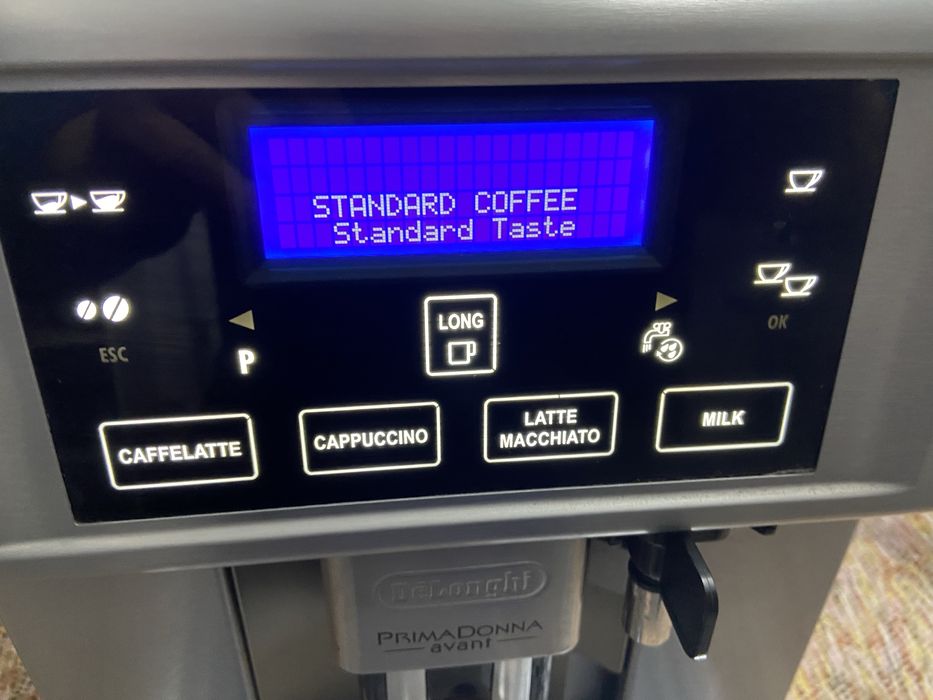 STANDARD COFFEE
Standard Taste
LONG
ESC
P
OK
CAFFELATTE
CAPPUCCINO
LATTE
MACCHIATO
MILK
DeLonghi
PRIMADONNA
avant